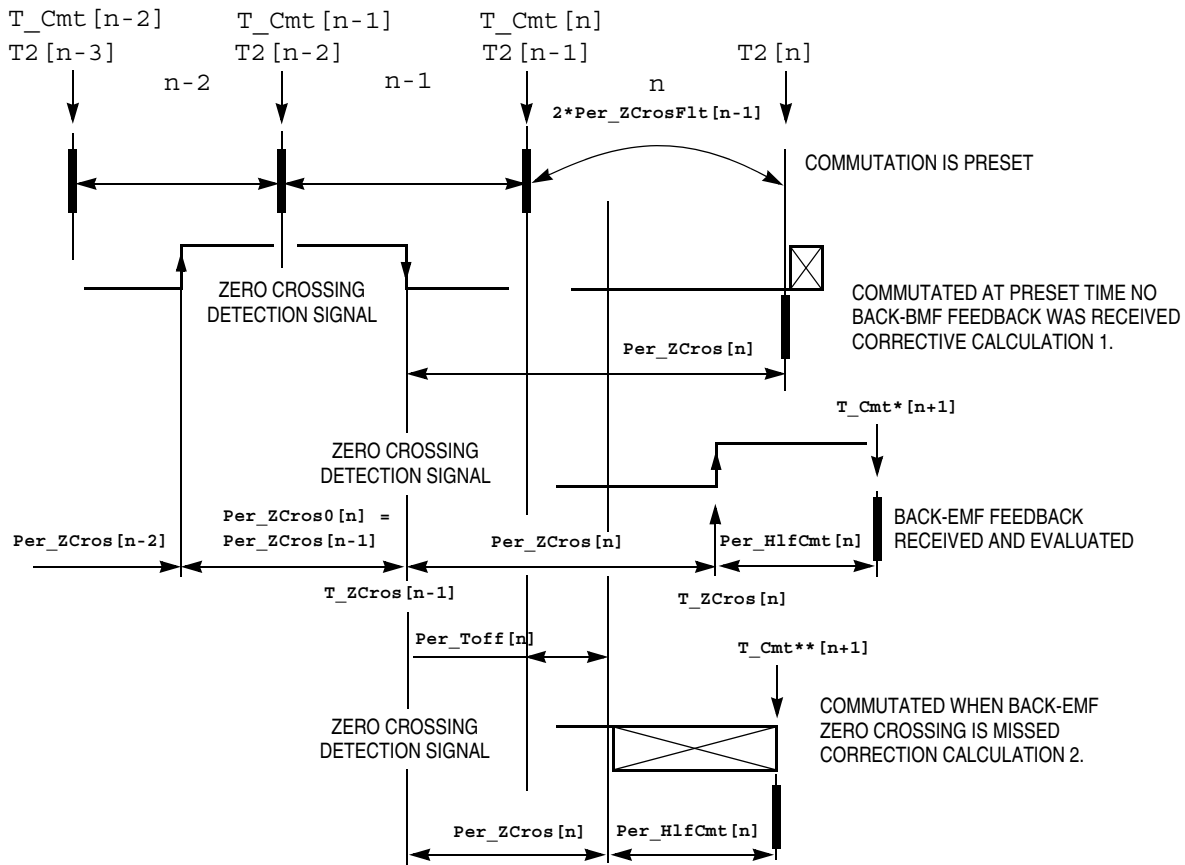 T_Cmt[n-2]
T_Cmt[n-1]
T_Cmt[n]
T2[n-3]
T2[n-2]
T2[n-1]
T2[n]
n-2
n-1
n
2*Per_ZCrosFlt[n-1]
COMMUTATION IS PRESET
ZERO CROSSING
DETECTION SIGNAL
COMMUTATED AT PRESET TIME NO
BACK-BMF FEEDBACK WAS RECEIVED
CORRECTIVE CALCULATION 1.
Per_ZCros[n]
T_Cmt*[n+1]
ZERO CROSSING
DETECTION SIGNAL
Per_ZCros0[n] =
Per_ZCros[n-2]
Per_ZCros[n-1]
Per_ZCros[n]
Per_HlfCmt[n]
BACK-EMF FEEDBACK
RECEIVED AND EVALUATED
T_ZCros[n-1]
T_ZCros[n]
Per_Toff[n]
T_Cmt**[n+1]
ZERO CROSSING
DETECTION SIGNAL
COMMUTATED WHEN BACK-EMF
ZERO CROSSING IS MISSED
CORRECTION CALCULATION 2.
Per_ZCros[n]
Per_HlfCmt[n]